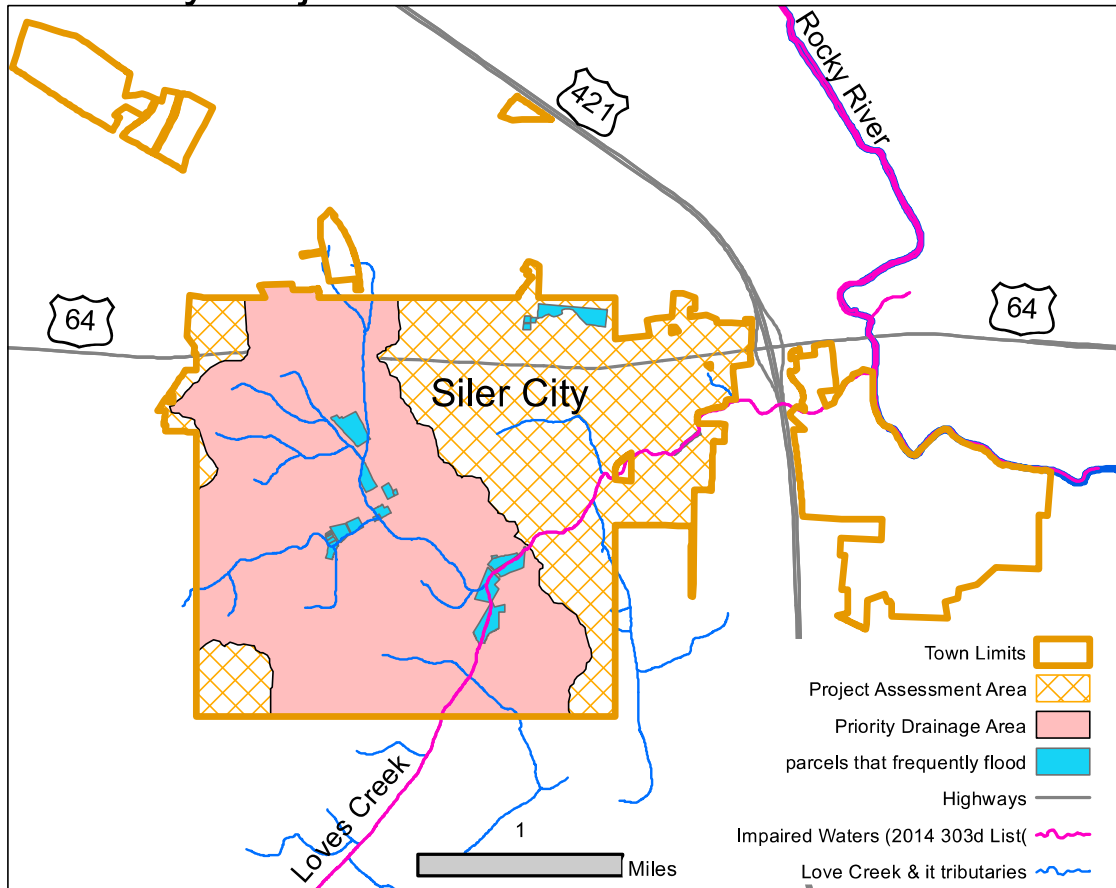 Rocky River
421
64
64
Siler City
Town Limits
Project Assessment Area
Priority Drainage Area
parcels that frequently flood
Highways
Impaired Waters (2014 303d List(
Love Creek & it tributaries
Loves Creek
1
Miles